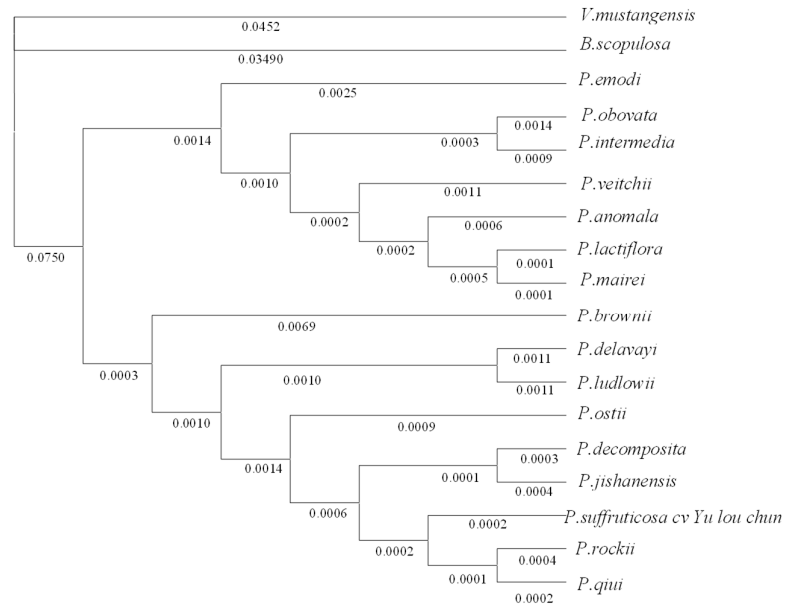 V.mustangensis
0.0452
B.scopulosa
0.03490
P.emodi
0.0025
P.obovata
0.0014
0.0014
0.0003
P.intermedia
0.0009
P.veitchii
0.0010
0.0011
P.anomala
0.0002
0.0006
P.lactiflora
0.0002
0.0001
0.0750
0.0005
P.mairei
0.0001
P.brownii
0.0069
P.delavayi
0.0011
0.0003
0.0010
P.ludlowii
0.0011
P.ostii
0.0010
0.0009
P.decomposita
0.0003
0.0014
0.0001
P.jishanensis
0.0004
0.0006
P.suffruticosa cv Yu lou chun
0.0002
P.rockii
0.0002
0.0004
0.0001
P.qiui
0.0002